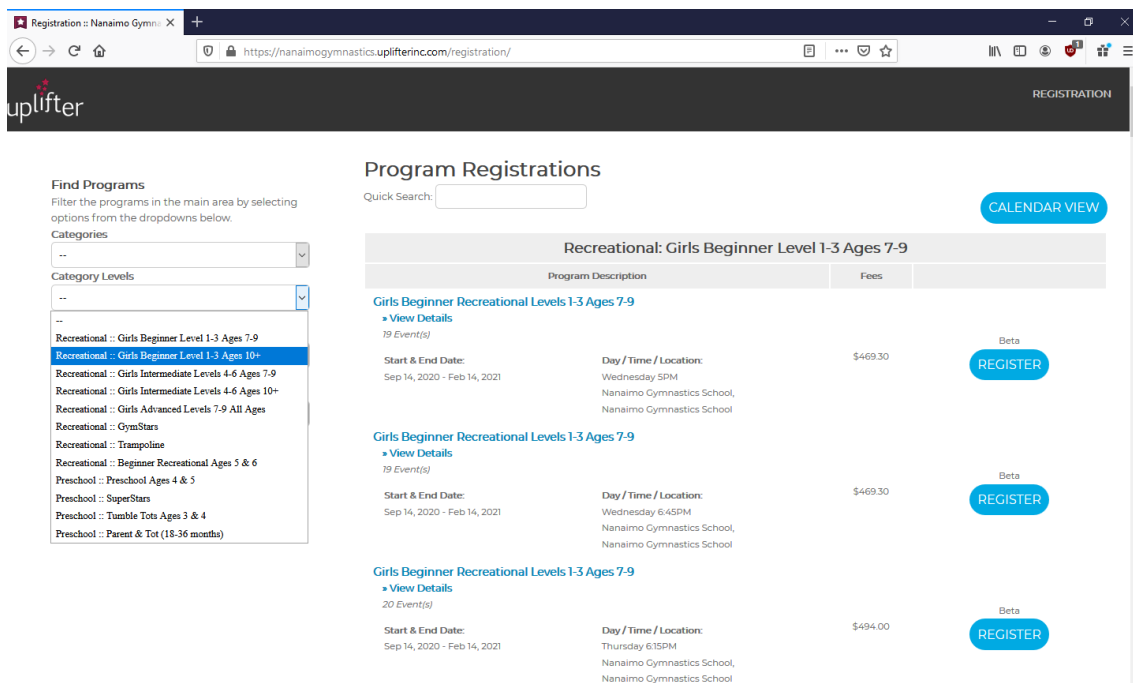 Registration :: Nanaimo Gymna
https://nanaimogymnastics.uplifterinc.com/registration/
uplifter
REGISTRATION
Find Programs
Filter the programs in the main area by selecting
options from the dropdowns below.
Categories
--
Category Levels
--
--
Recreational :: Girls Beginner Level 1-3 Ages 7-9
Recreational :: Girls Beginner Level 1-3 Ages 10+
Recreational :: Girls Intermediate Levels 4-6 Ages 7-9
Recreational :: Girls Intermediate Levels 4-6 Ages 10+
Recreational :: Girls Advanced Levels 7-9 All Ages
Recreational :: GymStars
Recreational :: Trampoline
Recreational :: Beginner Recreational Ages 5 & 6
Preschool :: Preschool Ages 4 & 5
Preschool :: SuperStars
Preschool :: Tumble Tots Ages 3 & 4
Preschool :: Parent & Tot (18-36 months)
Program Registrations
Quick Search:
CALENDAR VIEW
Recreational: Girls Beginner Level 1-3 Ages 7-9
Program Description Fees
Girls Beginner Recreational Levels 1-3 Ages 7-9
» View Details
19 Event(s)
Start & End Date: Day / Time / Location: $469.30 Beta
Sep 14, 2020 - Feb 14, 2021 Wednesday 5PM REGISTER
Nanaimo Gymnastics School,
Nanaimo Gymnastics School
Girls Beginner Recreational Levels 1-3 Ages 7-9
» View Details
19 Event(s)
Start & End Date: Day / Time / Location: $469.30 Beta
Sep 14, 2020 - Feb 14, 2021 Wednesday 6:45PM REGISTER
Nanaimo Gymnastics School,
Nanaimo Gymnastics School
Girls Beginner Recreational Levels 1-3 Ages 7-9
» View Details
20 Event(s)
Start & End Date: Day / Time / Location: $494.00 Beta
Sep 14, 2020 - Feb 14, 2021 Thursday 6:15PM REGISTER
Nanaimo Gymnastics School,
Nanaimo Gymnastics School